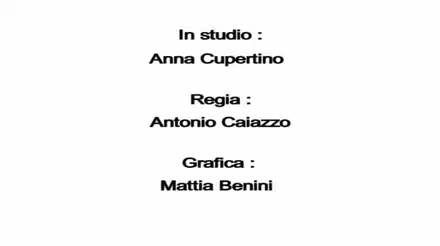 In studio :
Anna Cupertino
Regia :
Antonio Caiazzo
Grafica :
Mattia Benini